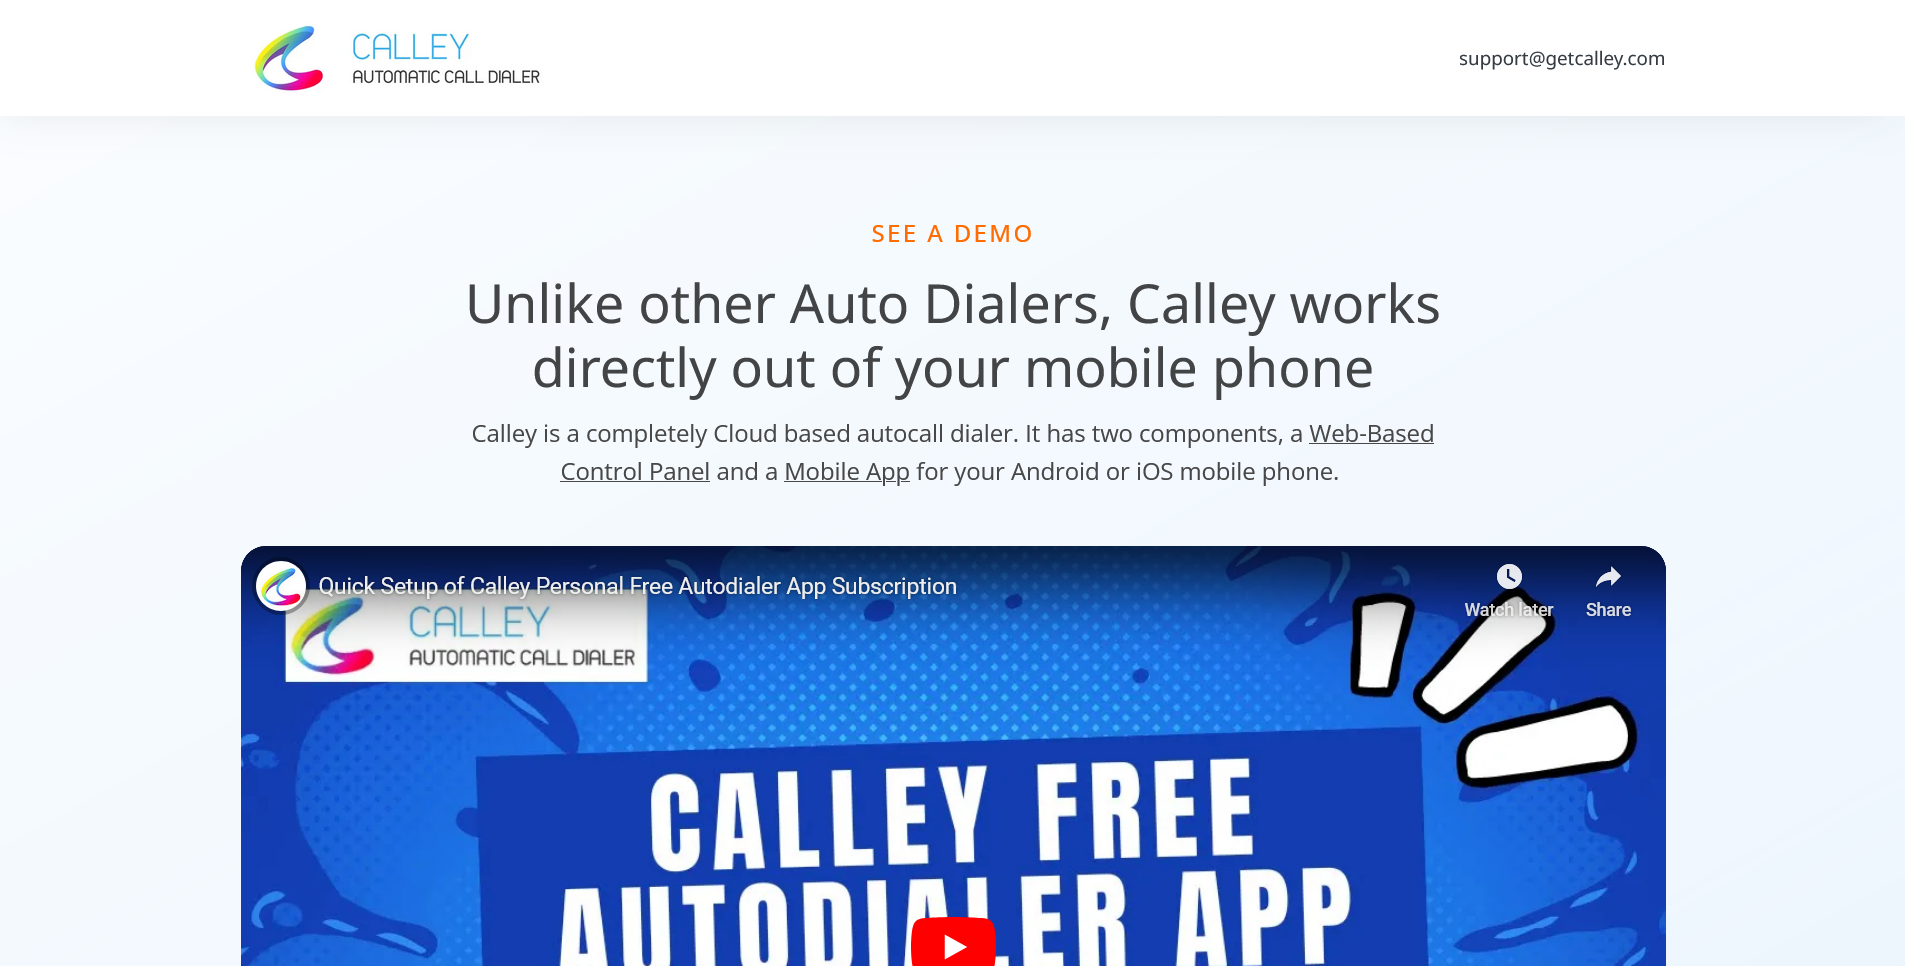 CALLEY
AUTOMATIC CALL DIALER
support@getcalley.com
SEE A DEMO
Unlike other Auto Dialers, Calley works
directly out of your mobile phone
Calley is a completely Cloud based autocall dialer. It has two components, a Web-Based
Control Panel and a Mobile App for your Android or iOS mobile phone.
Quick Setup of Calley Personal Free Autodialer App Subscription
Watch later
Share
CALLEY
AUTOMATIC CALL DIALER
CALLEY FREE
AUTODIALER APP